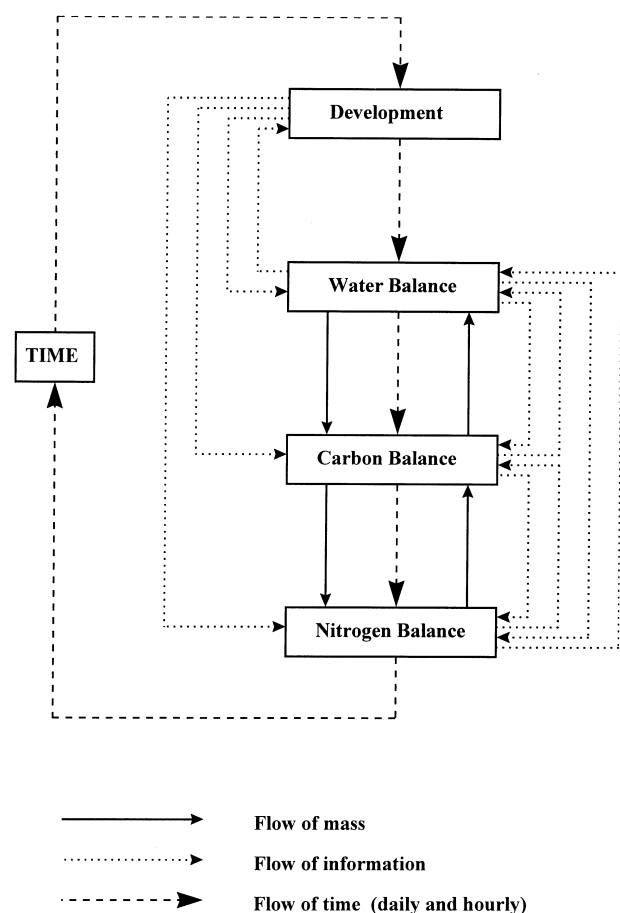 Development
Water Balance
TIME
Carbon Balance
Nitrogen Balance
Flow of mass
Flow of information
Flow of time (daily and hourly)